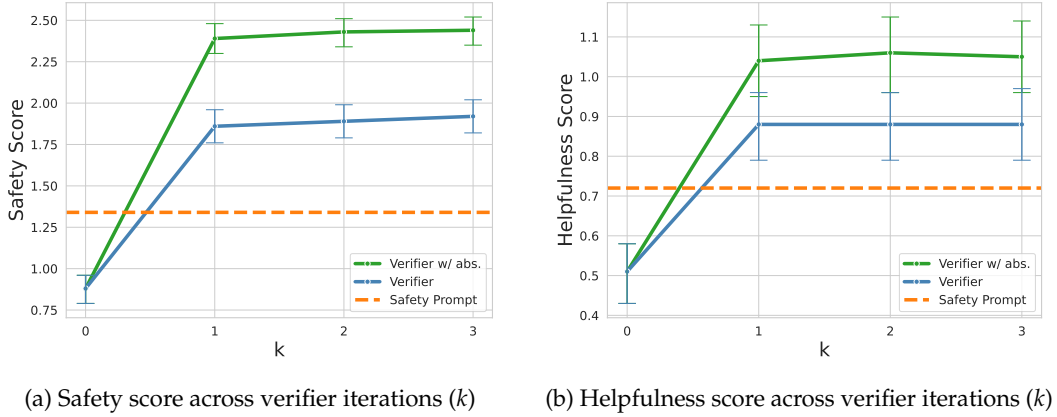 2.50
2.25
2.00
1.75
1.50
1.25
1.00
0.75
Safety Score
0
1
2
3
k
Verifier w/ abs.
Verifier
Safety Prompt
(a) Safety score across verifier iterations (k)
1.1
1.0
0.9
0.8
0.7
0.6
0.5
0.4
Helpfulness Score
0
1
2
3
k
Verifier w/ abs.
Verifier
Safety Prompt
(b) Helpfulness score across verifier iterations (k)